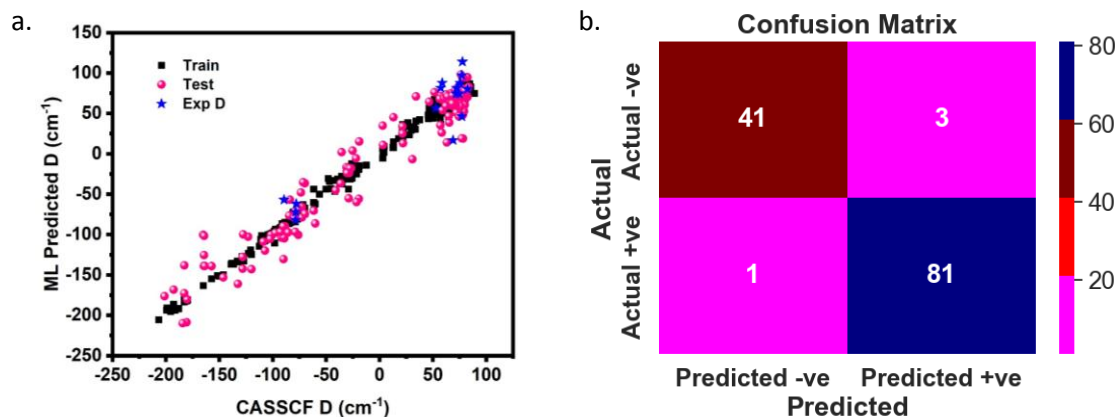 a.
ML Predicted D (cm⁻¹)
150
100
50
0
-50
-100
-150
-200
-250
Train
Test
Exp D
-250 -200 -150 -100 -50 0 50 100
CASSCF D (cm⁻¹)
b.
Confusion Matrix
Actual
Actual -ve
Actual +ve
41 3
1 81
Predicted -ve Predicted +ve
Predicted
80
60
40
20